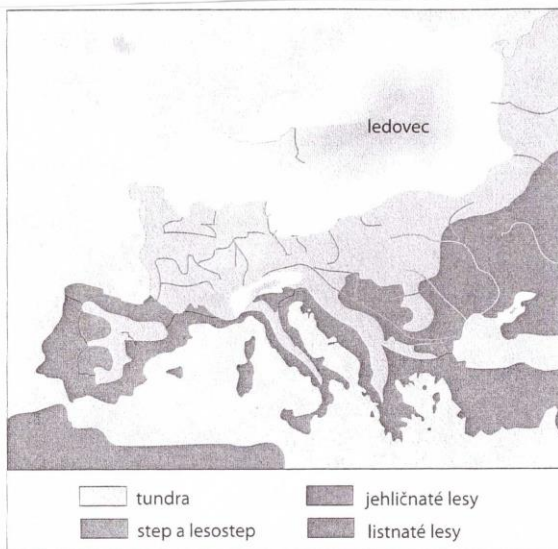 ledovec
tundra
jehličnaté lesy
step a lesostep
listnaté lesy